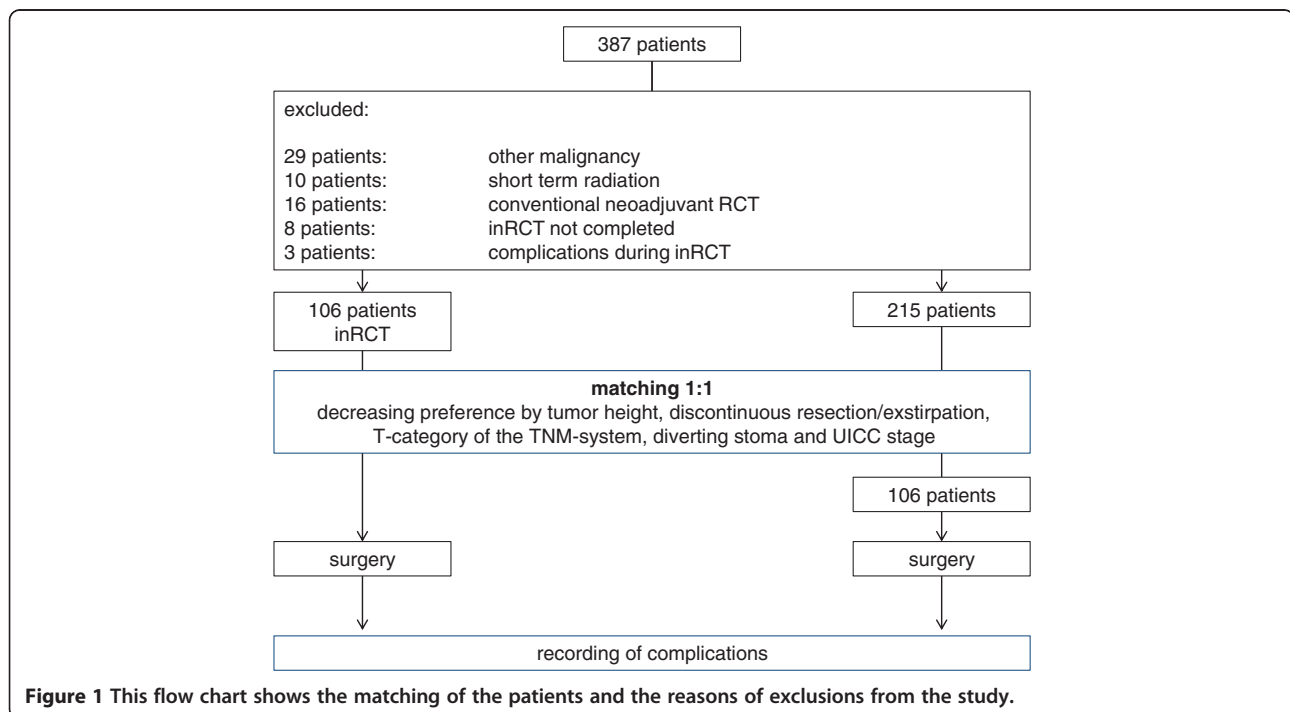 387 patients
excluded:
29 patients: other malignancy
10 patients: short term radiation
16 patients: conventional neoadjuvant RCT
8 patients: inRCT not completed
3 patients: complications during inRCT
106 patients
inRCT
215 patients
matching 1:1
decreasing preference by tumor height, discontinuous resection/exstirpation,
T-category of the TNM-system, diverting stoma and UICC stage
106 patients
surgery
surgery
recording of complications
Figure 1 This flow chart shows the matching of the patients and the reasons of exclusions from the study.